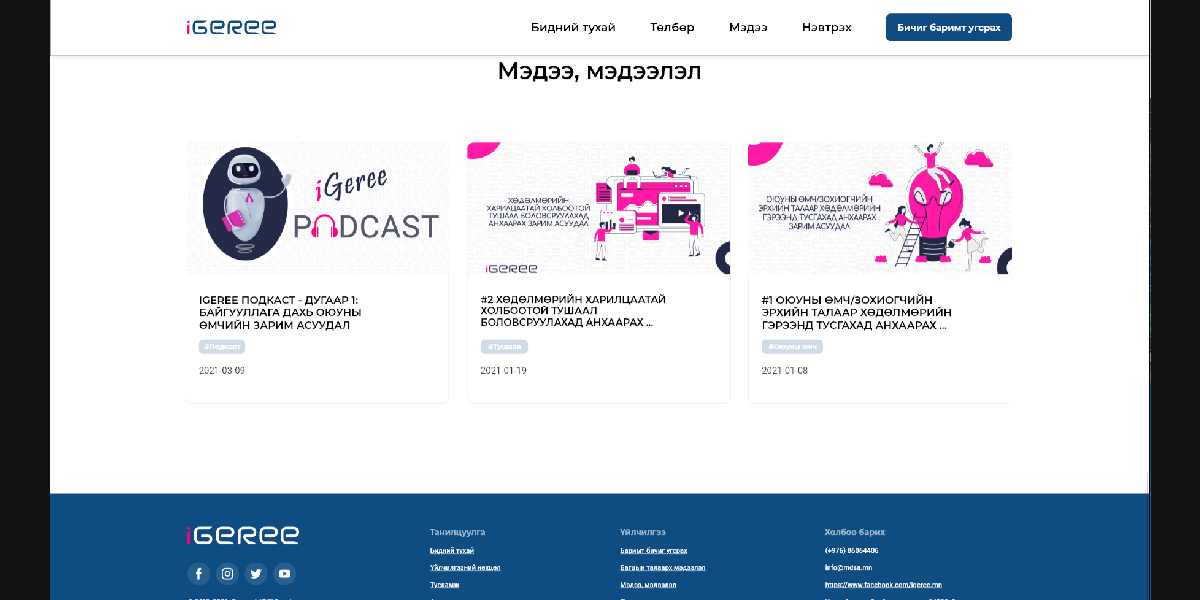 iGEREE
Бидний тухай
Төлбөр
Мэдээ
Нэвтрэх
Бичиг баримт угсрах
Мэдээ, мэдээлэл
iGeree
PODCAST
ХӨДӨЛМӨРИЙН
ХАРИЛЦААТАЙ ХОЛБООТОЙ
ТУШААЛ БОЛОВСРУУЛАХАД
АНХААРАХ ЗАРИМ АСУУДАЛ
iGEREE
ОЮУНЫ ӨМЧ/ЗОХИОГЧИЙН
ЭРХИЙН ТАЛААР ХӨДӨЛМӨРИЙН
ГЭРЭЭНД ТУСГАХАД АНХААРАХ
ЗАРИМ АСУУДАЛ
IGEREE ПОДКАСТ - ДУГААР 1:
БАЙГУУЛЛАГА ДАХЬ ОЮУНЫ
ӨМЧИЙН ЗАРИМ АСУУДАЛ
#Подкаст
2021-03-09
#2 ХӨДӨЛМӨРИЙН ХАРИЛЦААТАЙ
ХОЛБООТОЙ ТУШААЛ
БОЛОВСРУУЛАХАД АНХААРАХ ...
#Тушаал
2021-01-19
#1 ОЮУНЫ ӨМЧ/ЗОХИОГЧИЙН
ЭРХИЙН ТАЛААР ХӨДӨЛМӨРИЙН
ГЭРЭЭНД ТУСГАХАД АНХААРАХ ...
#Оюуны өмч
2021-01-08
iGEREE
Танилцуулга
Бидний тухай
Үйлчилгээний нөхцөл
Тусламж
Үйлчилгээ
Баримт бичиг угсрах
Багцын талаарх мэдээлэл
Мэдээ, мэдээлэл
Холбоо барих
(+976) 86064406
info@mdsa.mn
https://www.facebook.com/igeree.mn